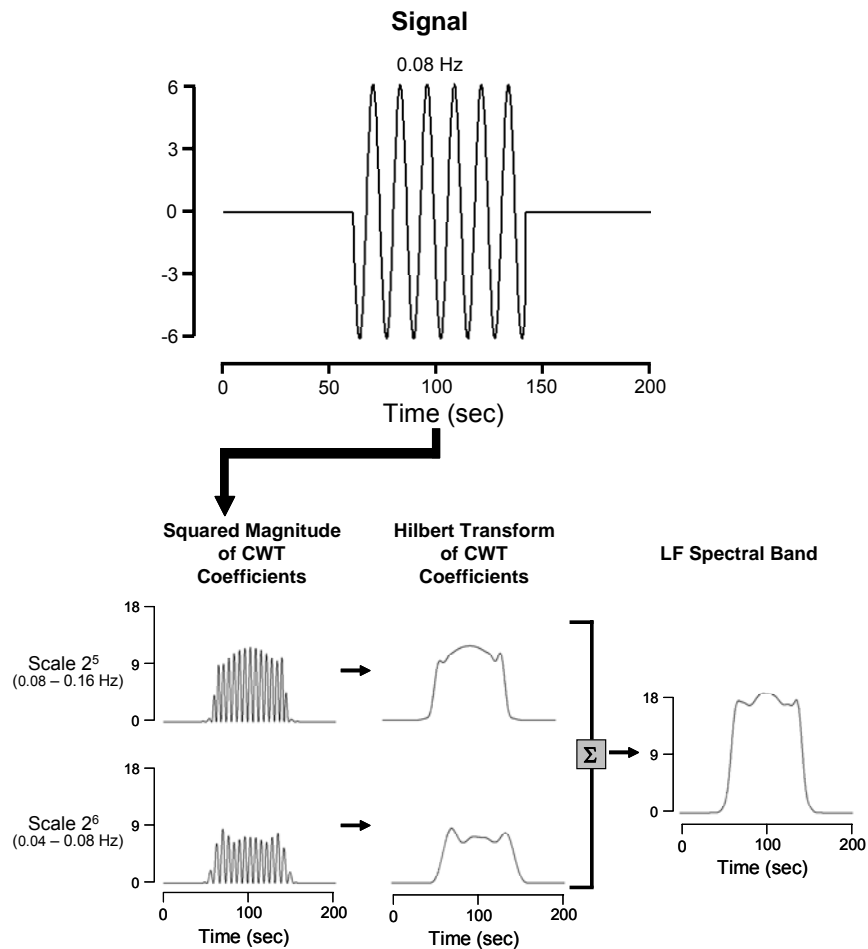 Signal
0.08 Hz
6
3
0
-3
-6
0 50 100 150 200
Time (sec)
Squared Magnitude
of CWT
Coefficients
Hilbert Transform
of CWT
Coefficients
LF Spectral Band
Scale 2⁵
(0.08 – 0.16 Hz)
18
9
0
Scale 2⁶
(0.04 – 0.08 Hz)
18
9
0
0 100 200
Time (sec)
0 100 200
Time (sec)
Σ
18
9
0
0 100 200
Time (sec)